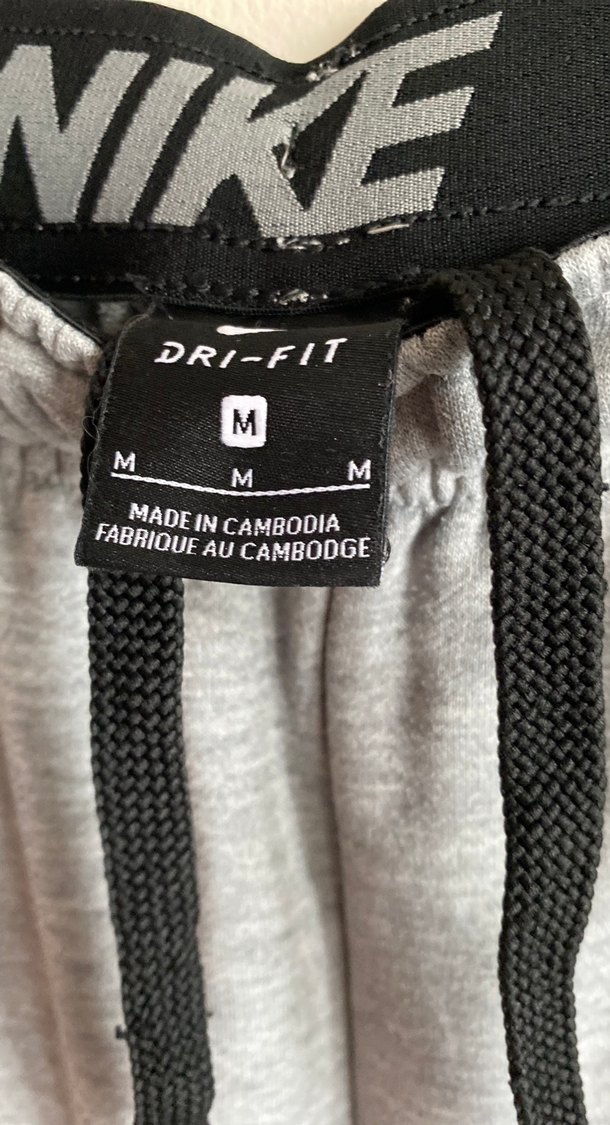 NIKE
DRI-FIT
M
M M M
MADE IN CAMBODIA
FABRIQUE AU CAMBODGE